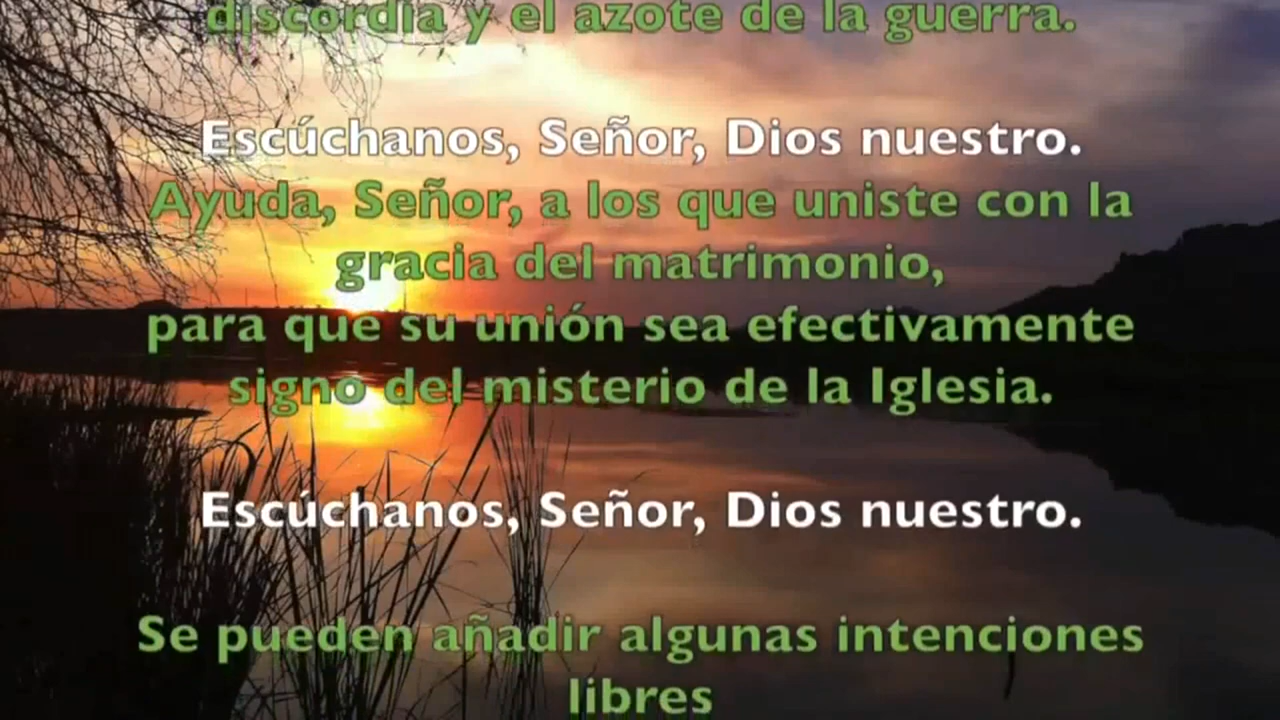 discordia y el azote de la guerra.
Escúchanos, Señor, Dios nuestro.
Ayuda, Señor, a los que uniste con la
gracia del matrimonio,
para que su unión sea efectivamente
signo del misterio de la Iglesia.
Escúchanos, Señor, Dios nuestro.
Se pueden añadir algunas intenciones
libres